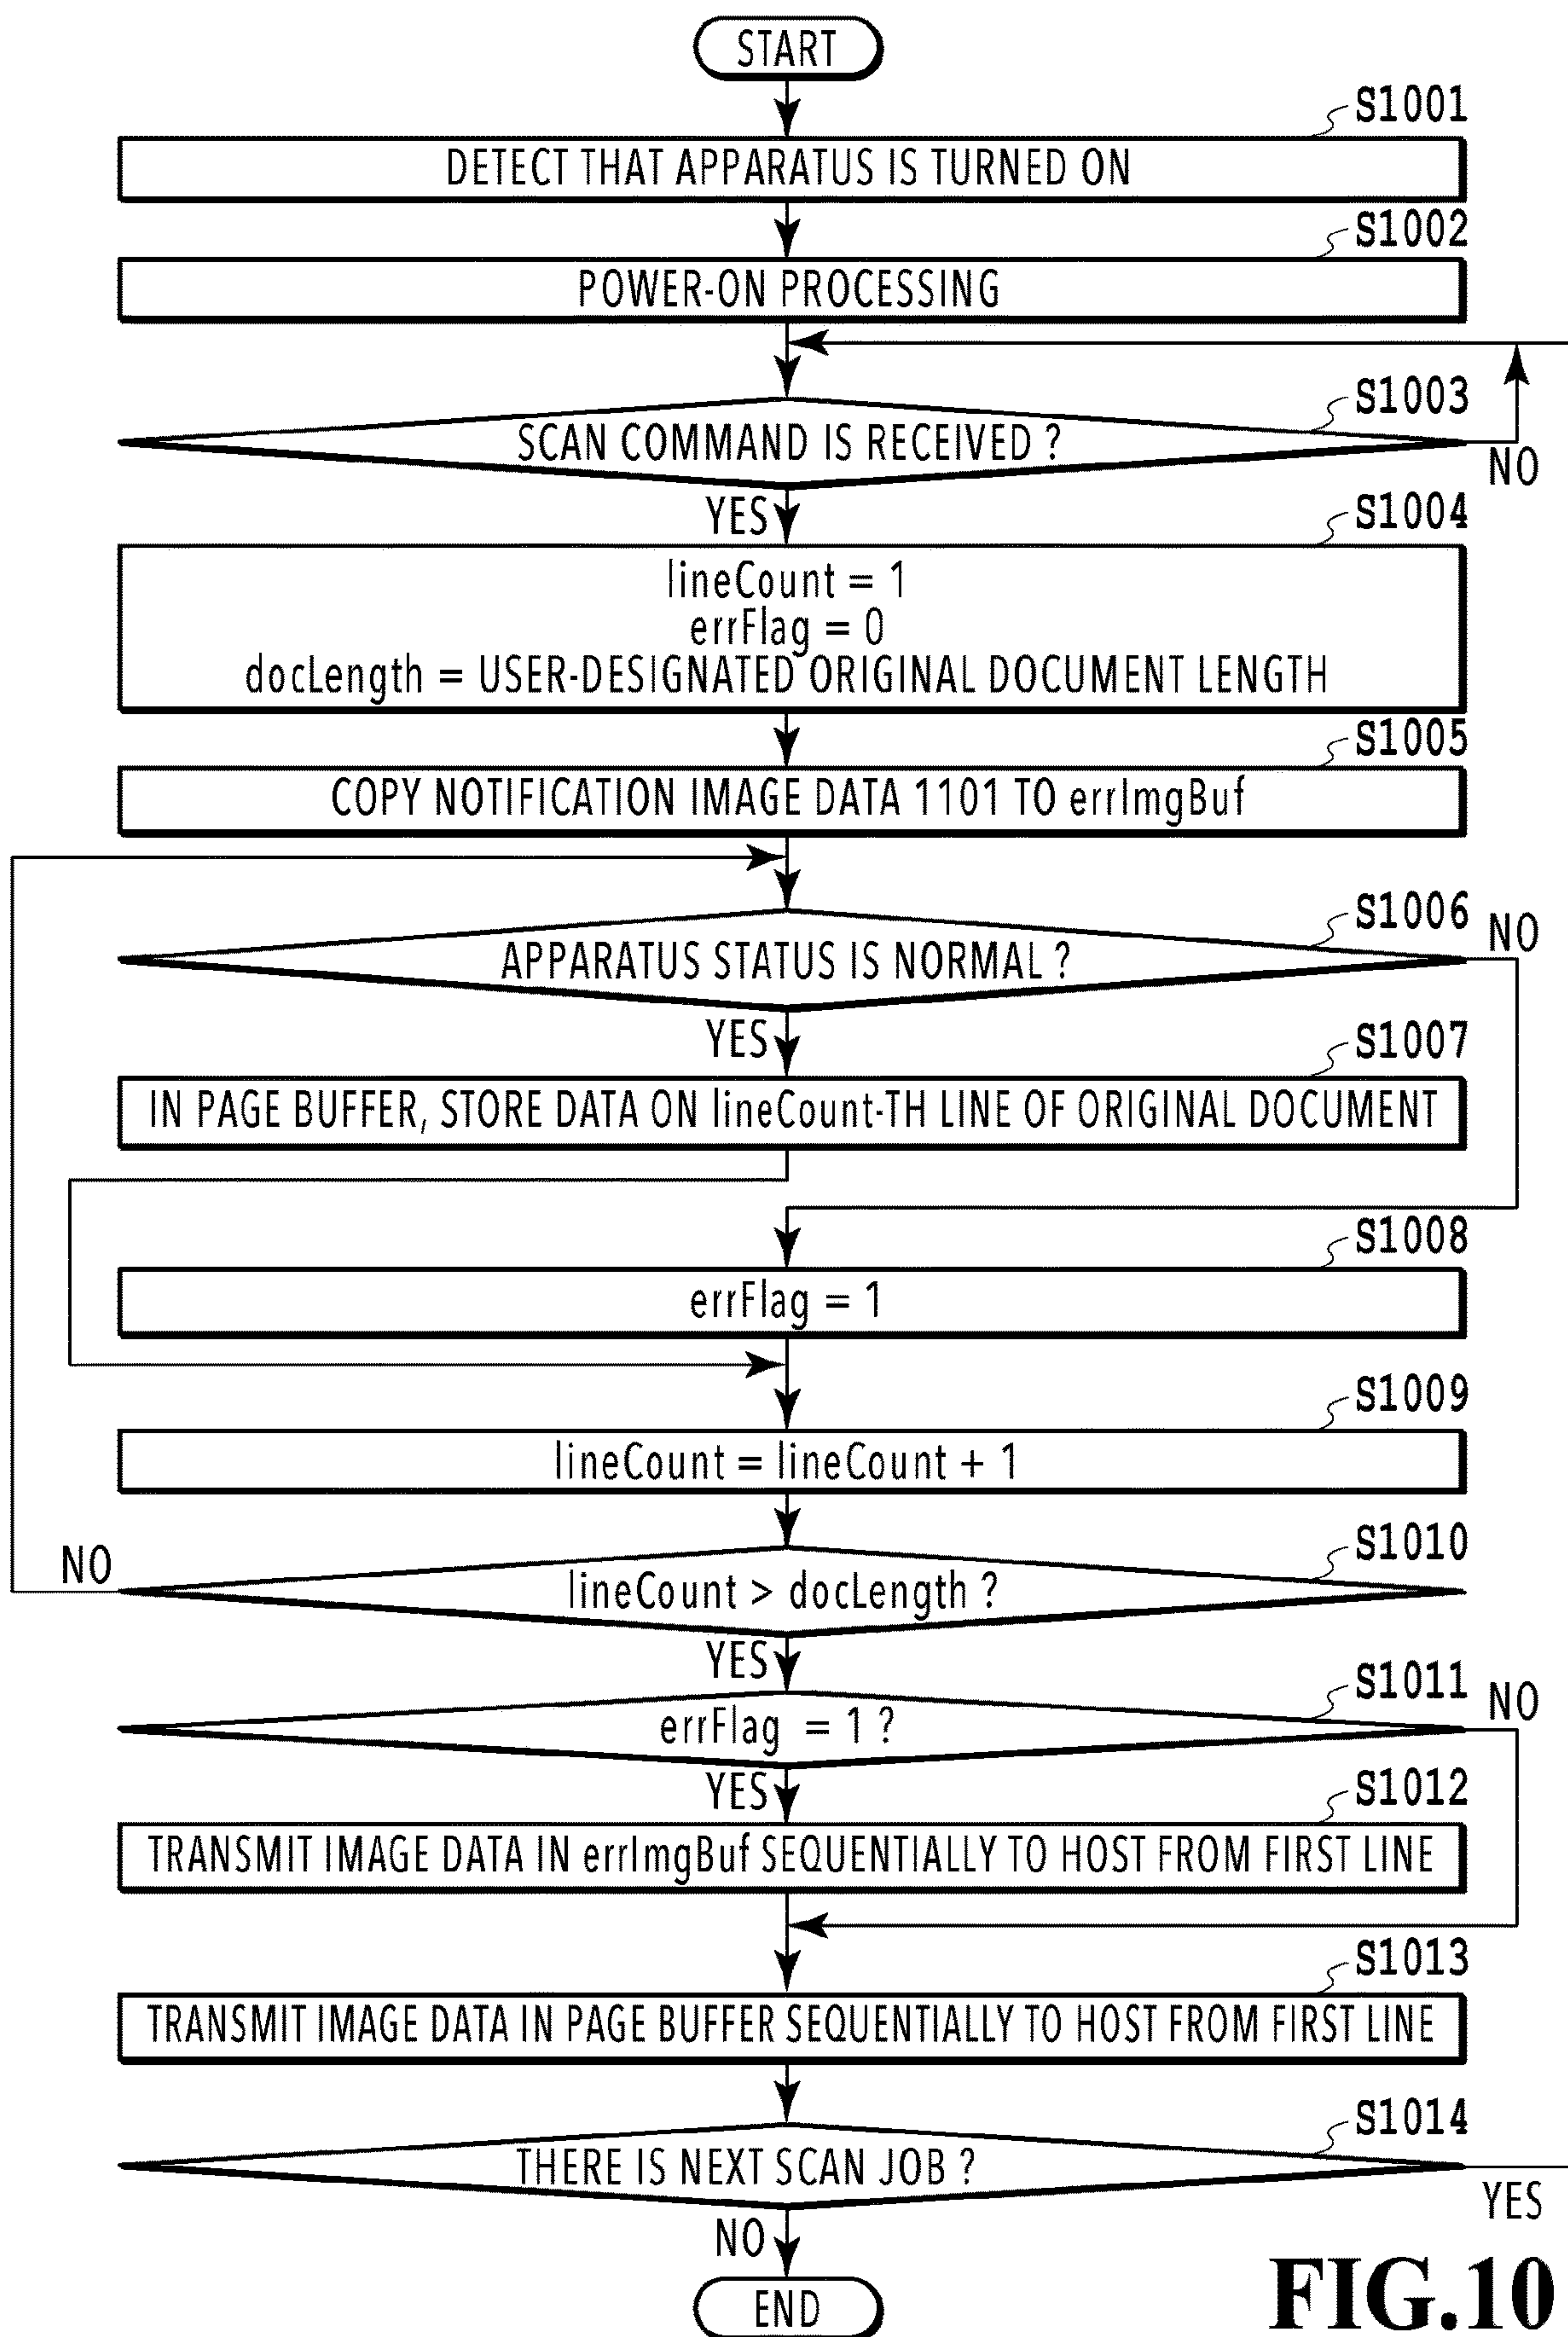 START
S1001
DETECT THAT APPARATUS IS TURNED ON
S1002
POWER-ON PROCESSING
S1003
SCAN COMMAND IS RECEIVED ?
NO
YES
S1004
lineCount = 1
errFlag = 0
docLength = USER-DESIGNATED ORIGINAL DOCUMENT LENGTH
S1005
COPY NOTIFICATION IMAGE DATA 1101 TO errImgBuf
S1006
NO
APPARATUS STATUS IS NORMAL ?
YES
S1007
IN PAGE BUFFER, STORE DATA ON lineCount-TH LINE OF ORIGINAL DOCUMENT
S1008
errFlag = 1
S1009
lineCount = lineCount + 1
S1010
NO
lineCount > docLength ?
YES
S1011
NO
errFlag = 1 ?
YES
S1012
TRANSMIT IMAGE DATA IN errImgBuf SEQUENTIALLY TO HOST FROM FIRST LINE
S1013
TRANSMIT IMAGE DATA IN PAGE BUFFER SEQUENTIALLY TO HOST FROM FIRST LINE
S1014
THERE IS NEXT SCAN JOB ?
YES
NO
END
FIG.10